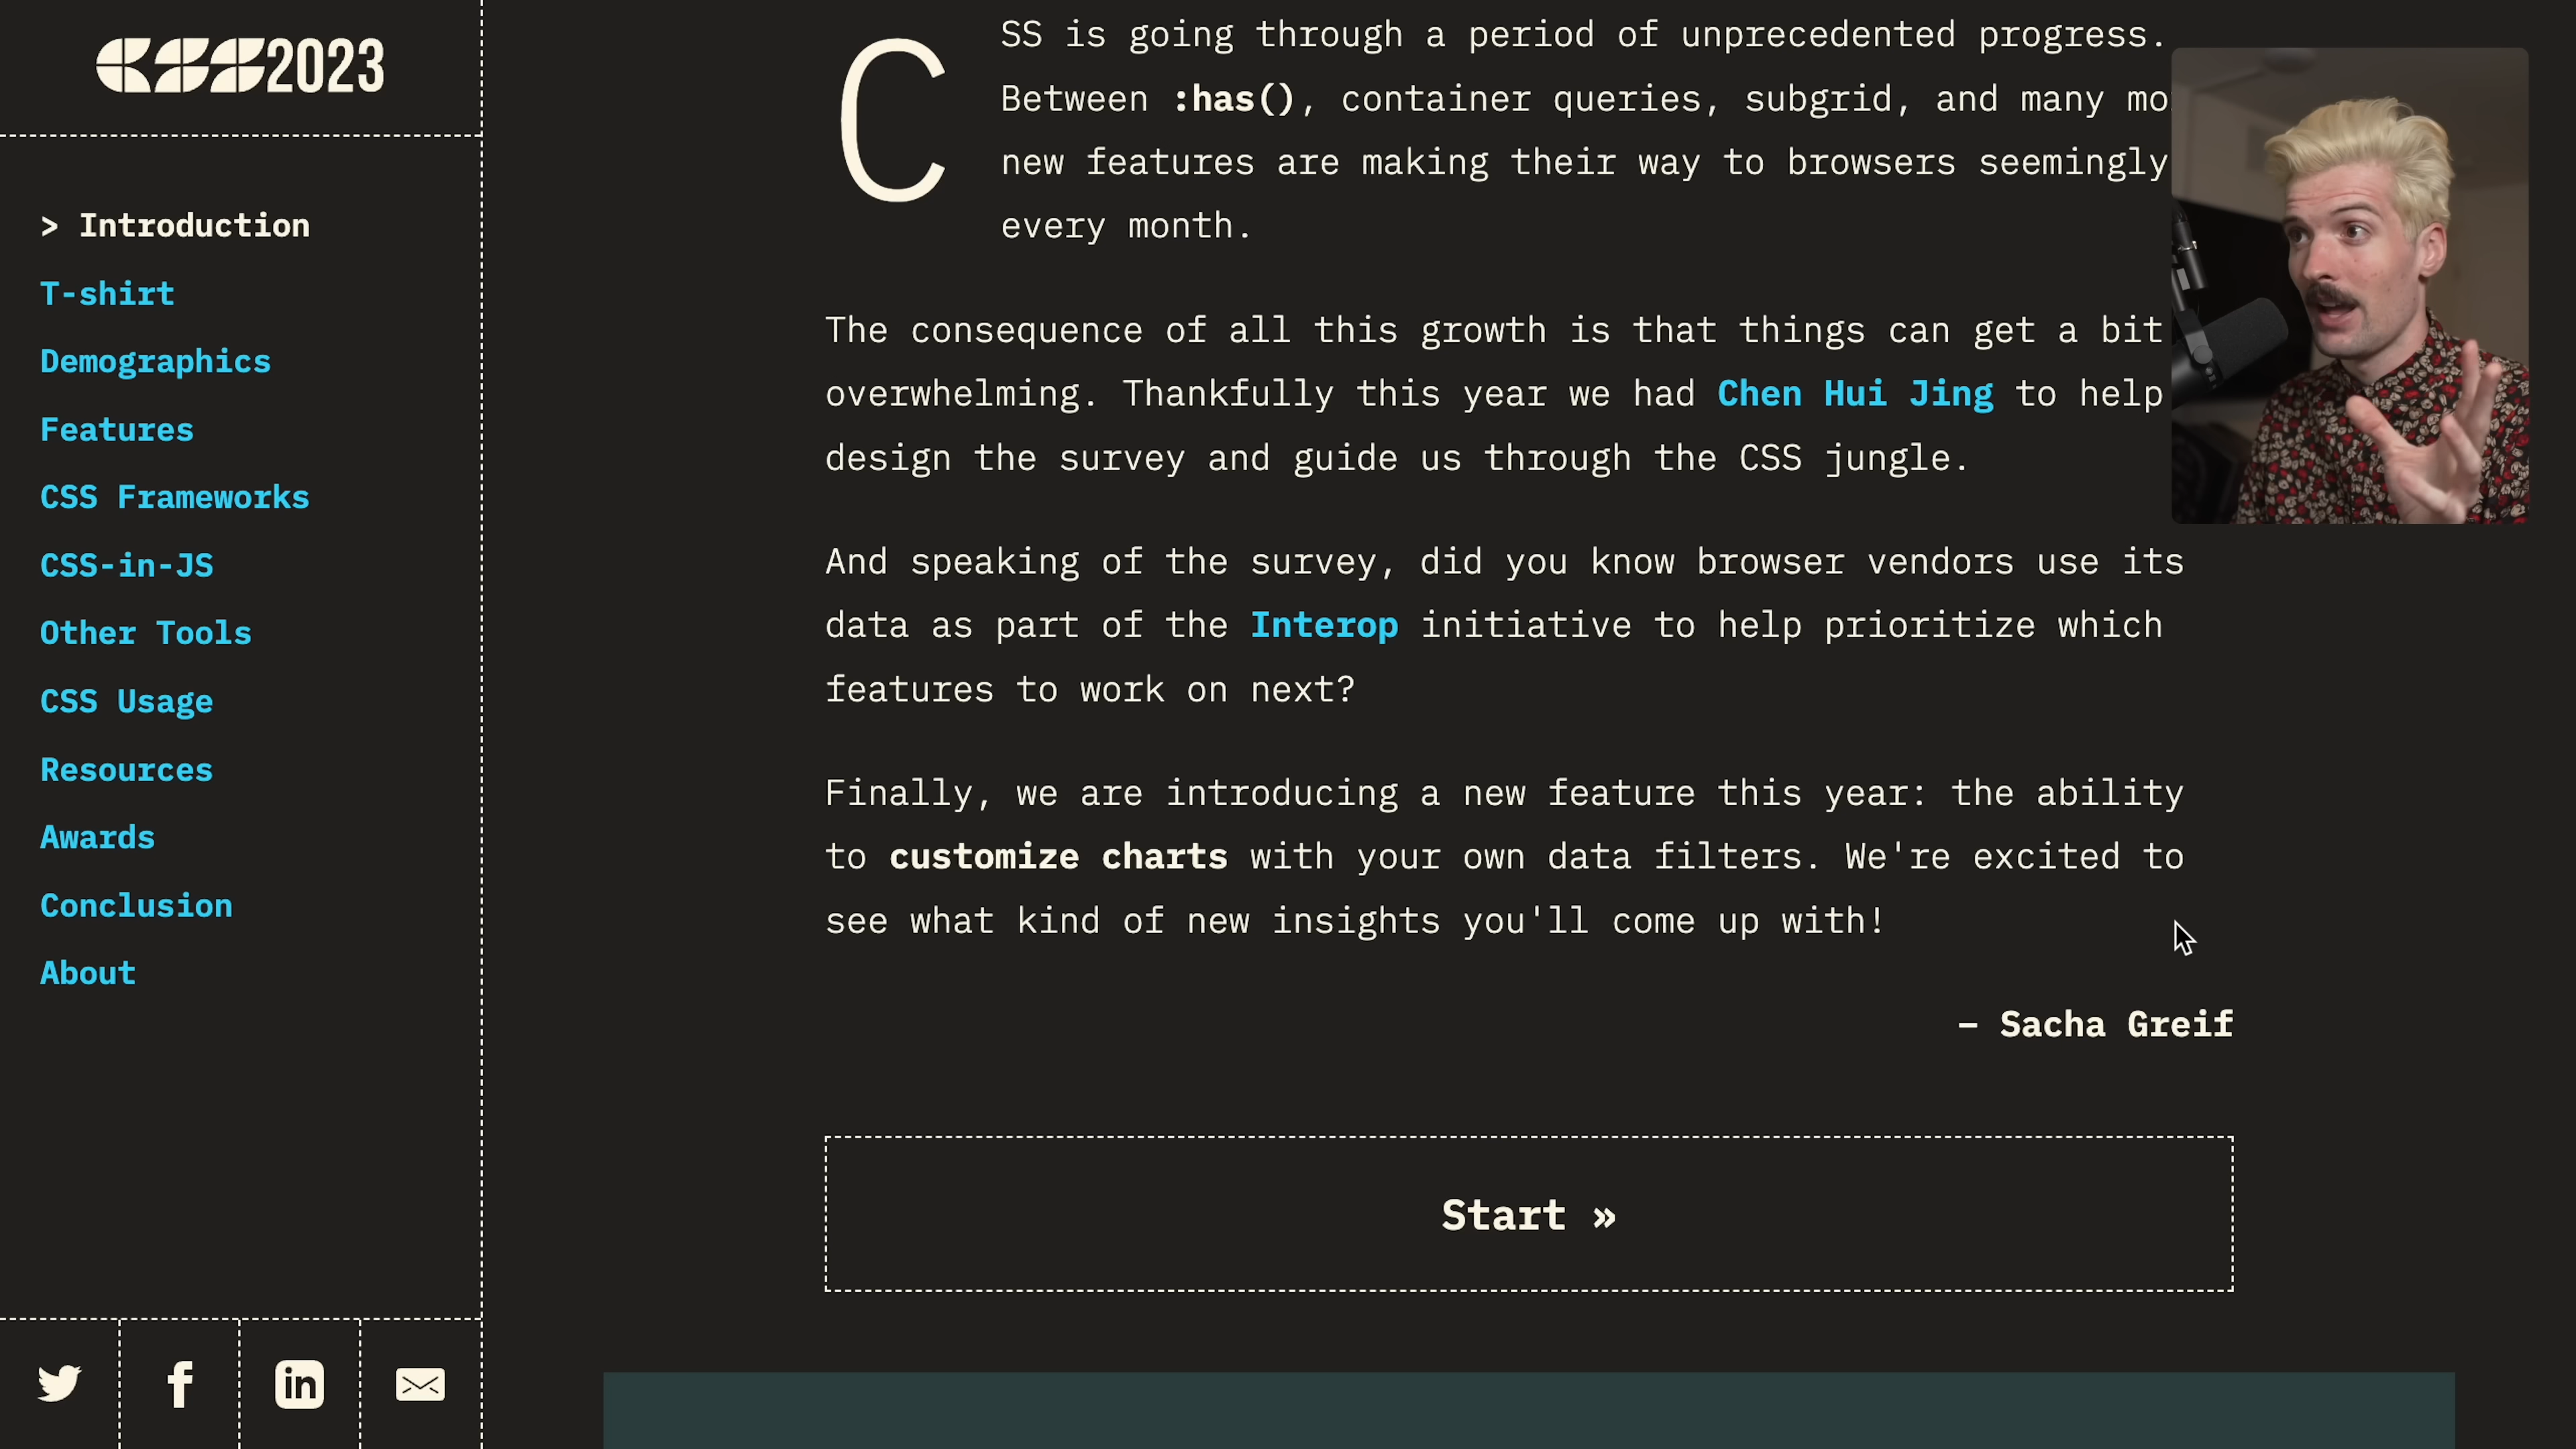 CSS2023
> Introduction
T-shirt
Demographics
Features
CSS Frameworks
CSS-in-JS
Other Tools
CSS Usage
Resources
Awards
Conclusion
About
CSS is going through a period of unprecedented progress.
Between :has(), container queries, subgrid, and many mo
new features are making their way to browsers seemingly
every month.
The consequence of all this growth is that things can get a bit
overwhelming. Thankfully this year we had Chen Hui Jing to help
design the survey and guide us through the CSS jungle.
And speaking of the survey, did you know browser vendors use its
data as part of the Interop initiative to help prioritize which
features to work on next?
Finally, we are introducing a new feature this year: the ability
to customize charts with your own data filters. We're excited to
see what kind of new insights you'll come up with!
– Sacha Greif
Start »